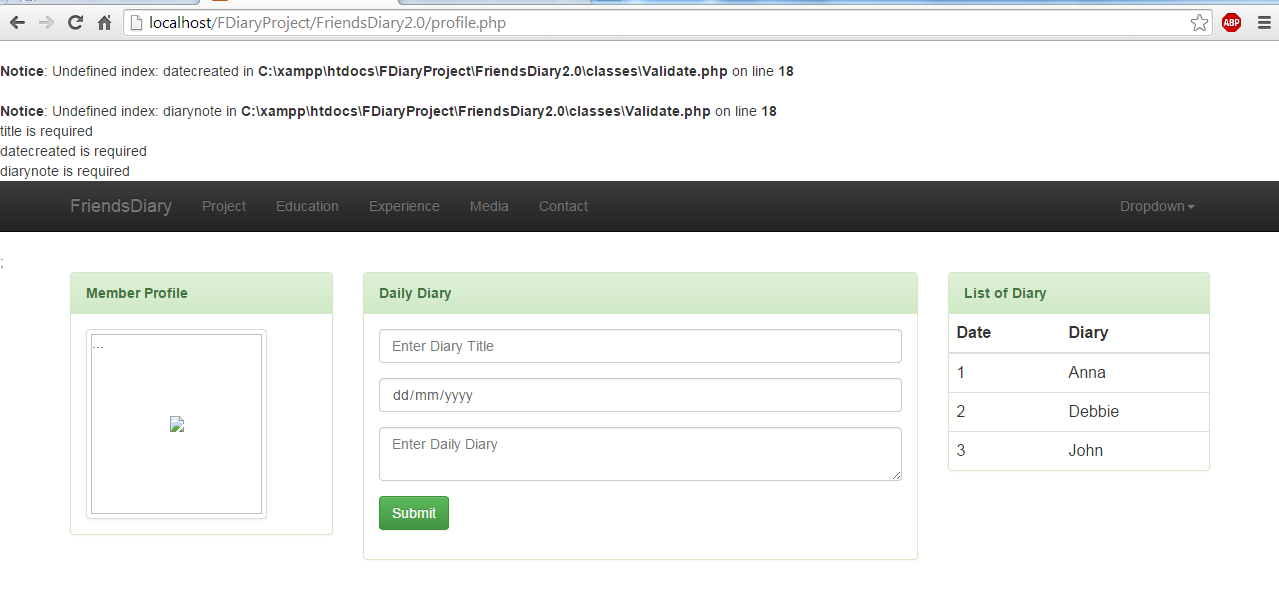 localhost/FDiaryProject/FriendsDiary2.0/profile.php
ABP
Notice: Undefined index: datecreated in C:\xampp\htdocs\FDiaryProject\FriendsDiary2.0\classes\Validate.php on line 18
Notice: Undefined index: diarynote in C:\xampp\htdocs\FDiaryProject\FriendsDiary2.0\classes\Validate.php on line 18
title is required
datecreated is required
diarynote is required
FriendsDiary Project Education Experience Media Contact Dropdown
;
Member Profile
...
Daily Diary
Enter Diary Title
dd/mm/yyyy
Enter Daily Diary
Submit
List of Diary
Date Diary
1 Anna
2 Debbie
3 John